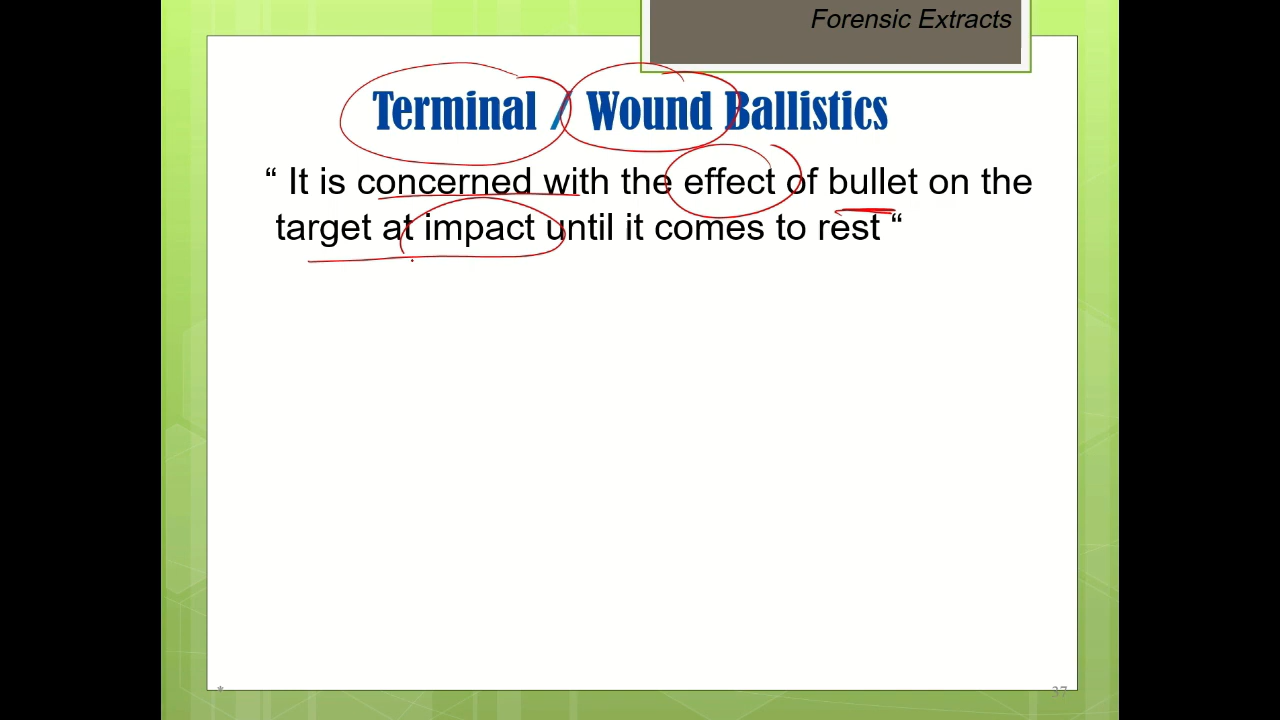 Forensic Extracts
Terminal / Wound Ballistics
“ It is concerned with the effect of bullet on the
target at impact until it comes to rest “
*
37